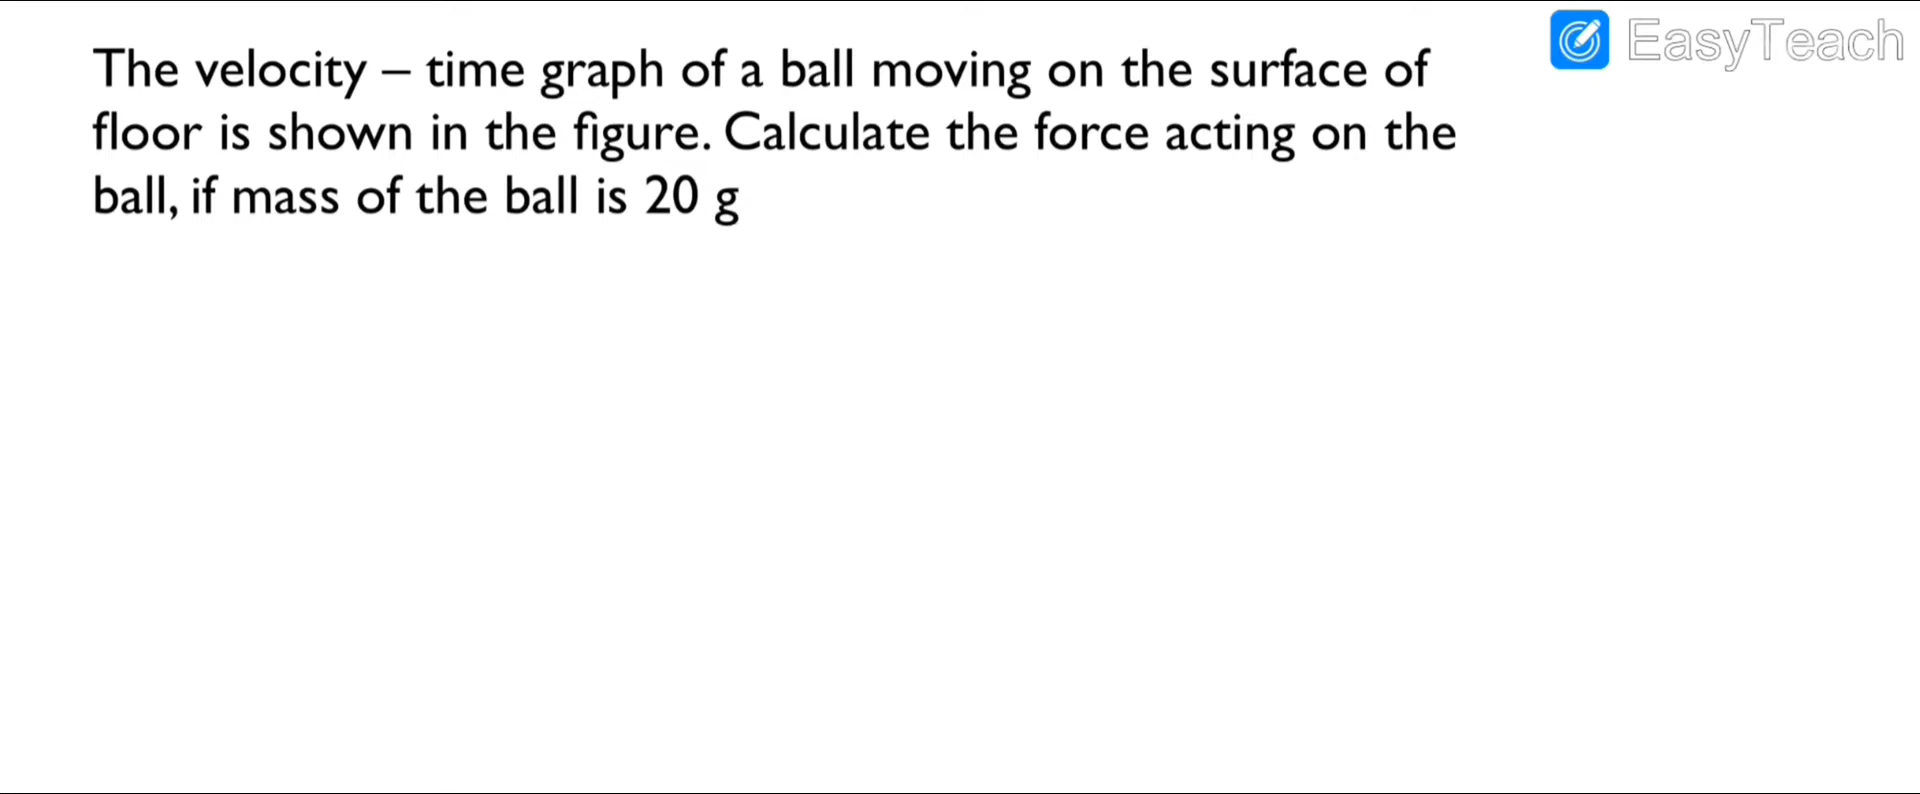 EasyTeach
The velocity – time graph of a ball moving on the surface of
floor is shown in the figure. Calculate the force acting on the
ball, if mass of the ball is 20 g